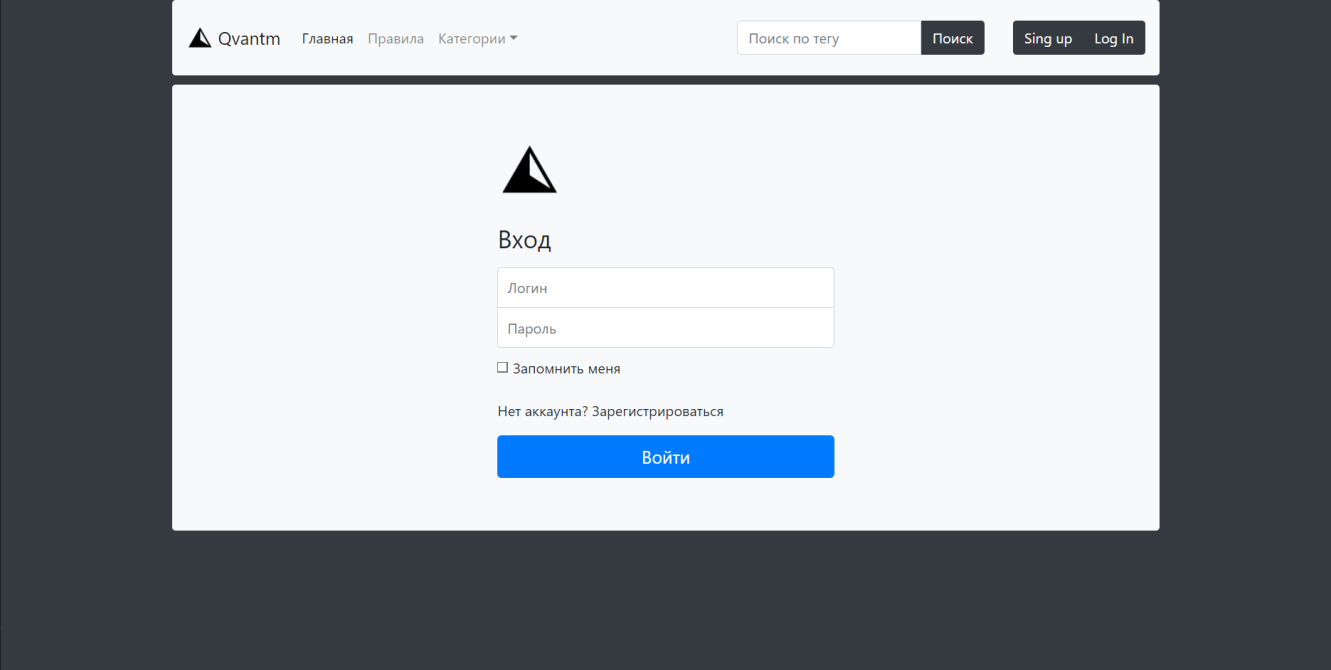 Qvantm Главная Правила Категории Поиск по тегу Поиск Sing up Log In
Вход
Логин
Пароль
Запомнить меня
Нет аккаунта? Зарегистрироваться
Войти